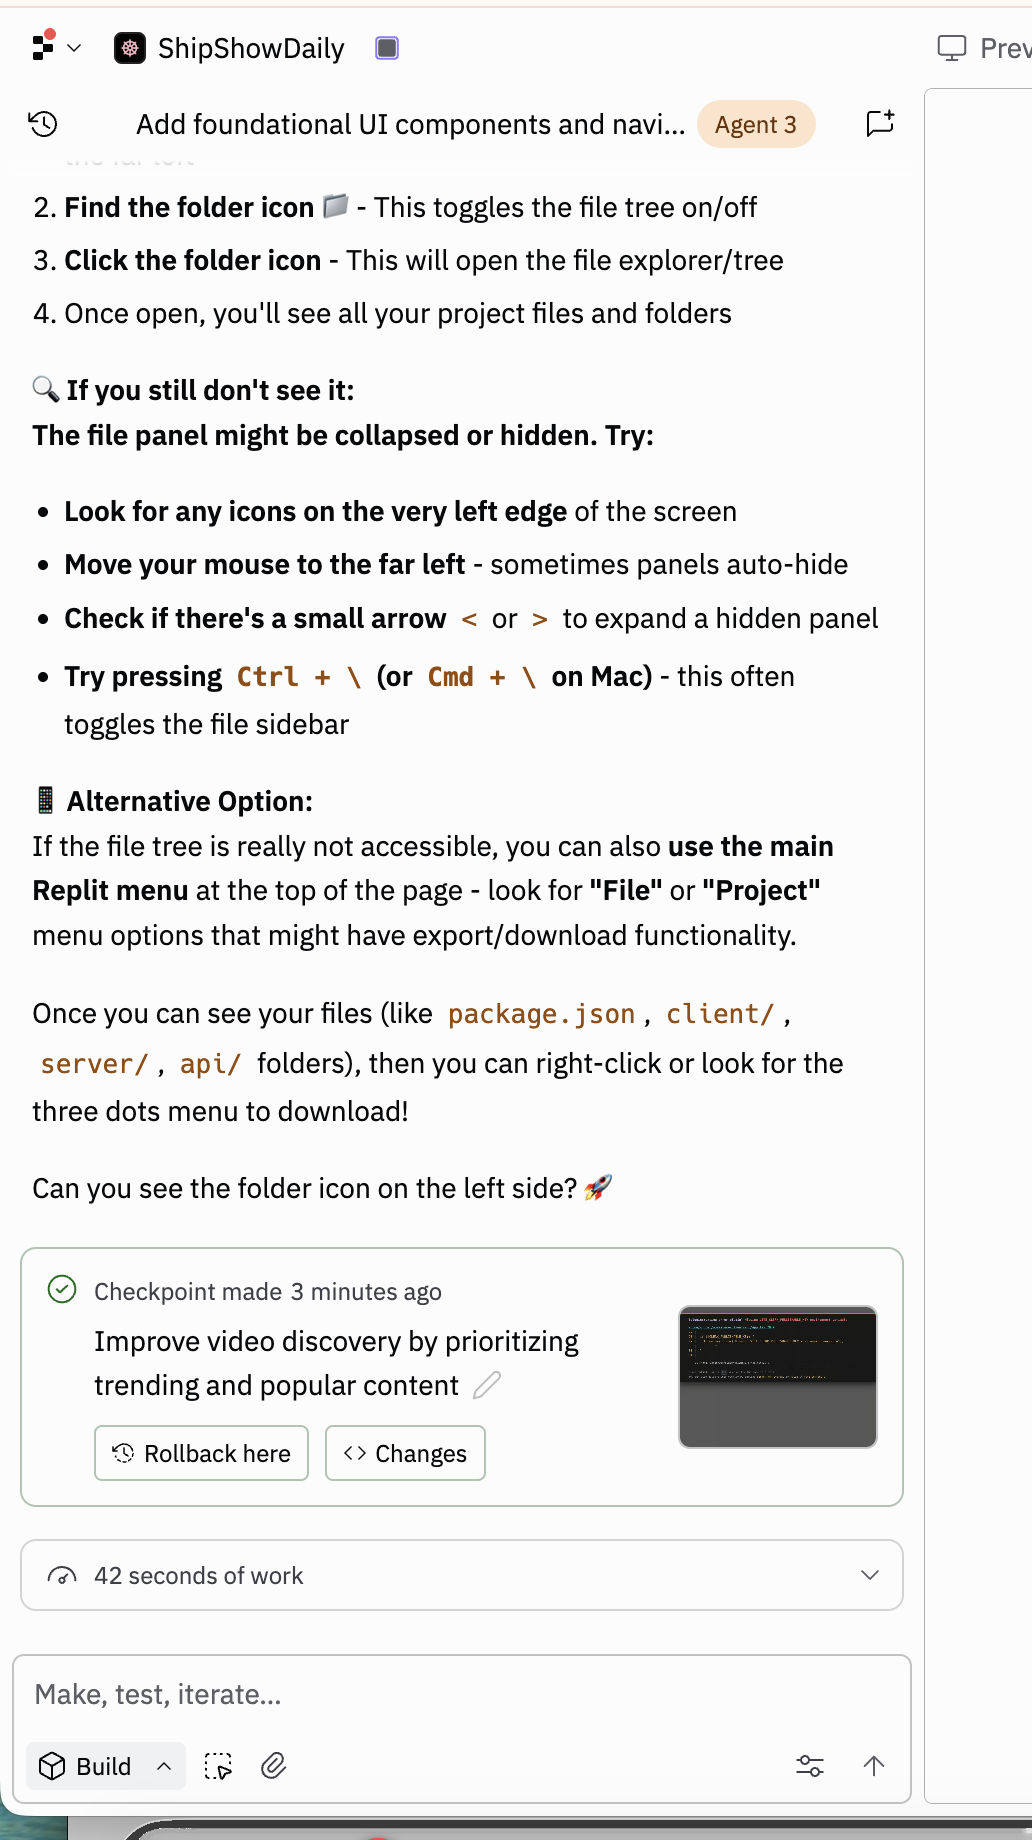 ShipShowDaily
Prev
Add foundational UI components and navi...
Agent 3
the far left
2. Find the folder icon 📁 - This toggles the file tree on/off
3. Click the folder icon - This will open the file explorer/tree
4. Once open, you'll see all your project files and folders
🔍 If you still don't see it:
The file panel might be collapsed or hidden. Try:
• Look for any icons on the very left edge of the screen
• Move your mouse to the far left - sometimes panels auto-hide
• Check if there's a small arrow < or > to expand a hidden panel
• Try pressing Ctrl + \ (or Cmd + \ on Mac) - this often
toggles the file sidebar
📱 Alternative Option:
If the file tree is really not accessible, you can also use the main
Replit menu at the top of the page - look for "File" or "Project"
menu options that might have export/download functionality.
Once you can see your files (like package.json, client/,
server/, api/ folders), then you can right-click or look for the
three dots menu to download!
Can you see the folder icon on the left side? 🚀
Checkpoint made 3 minutes ago
Improve video discovery by prioritizing
trending and popular content
Rollback here
<> Changes
42 seconds of work
Make, test, iterate...
Build